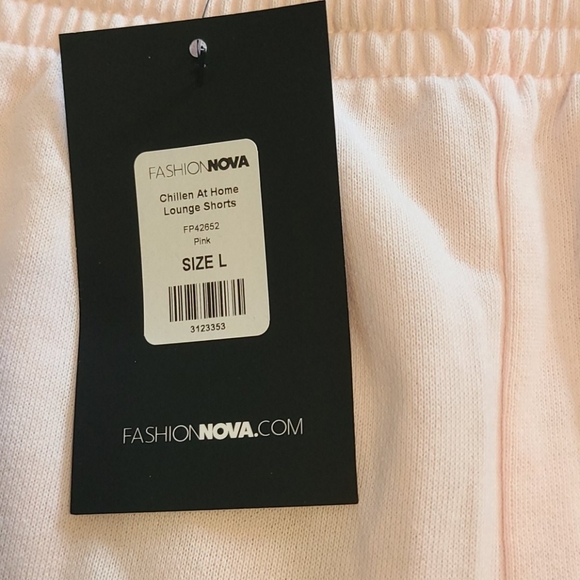 FASHIONNOVA
Chillen At Home
Lounge Shorts
FP42652
Pink
SIZE L
3123353
FASHIONNOVA.COM